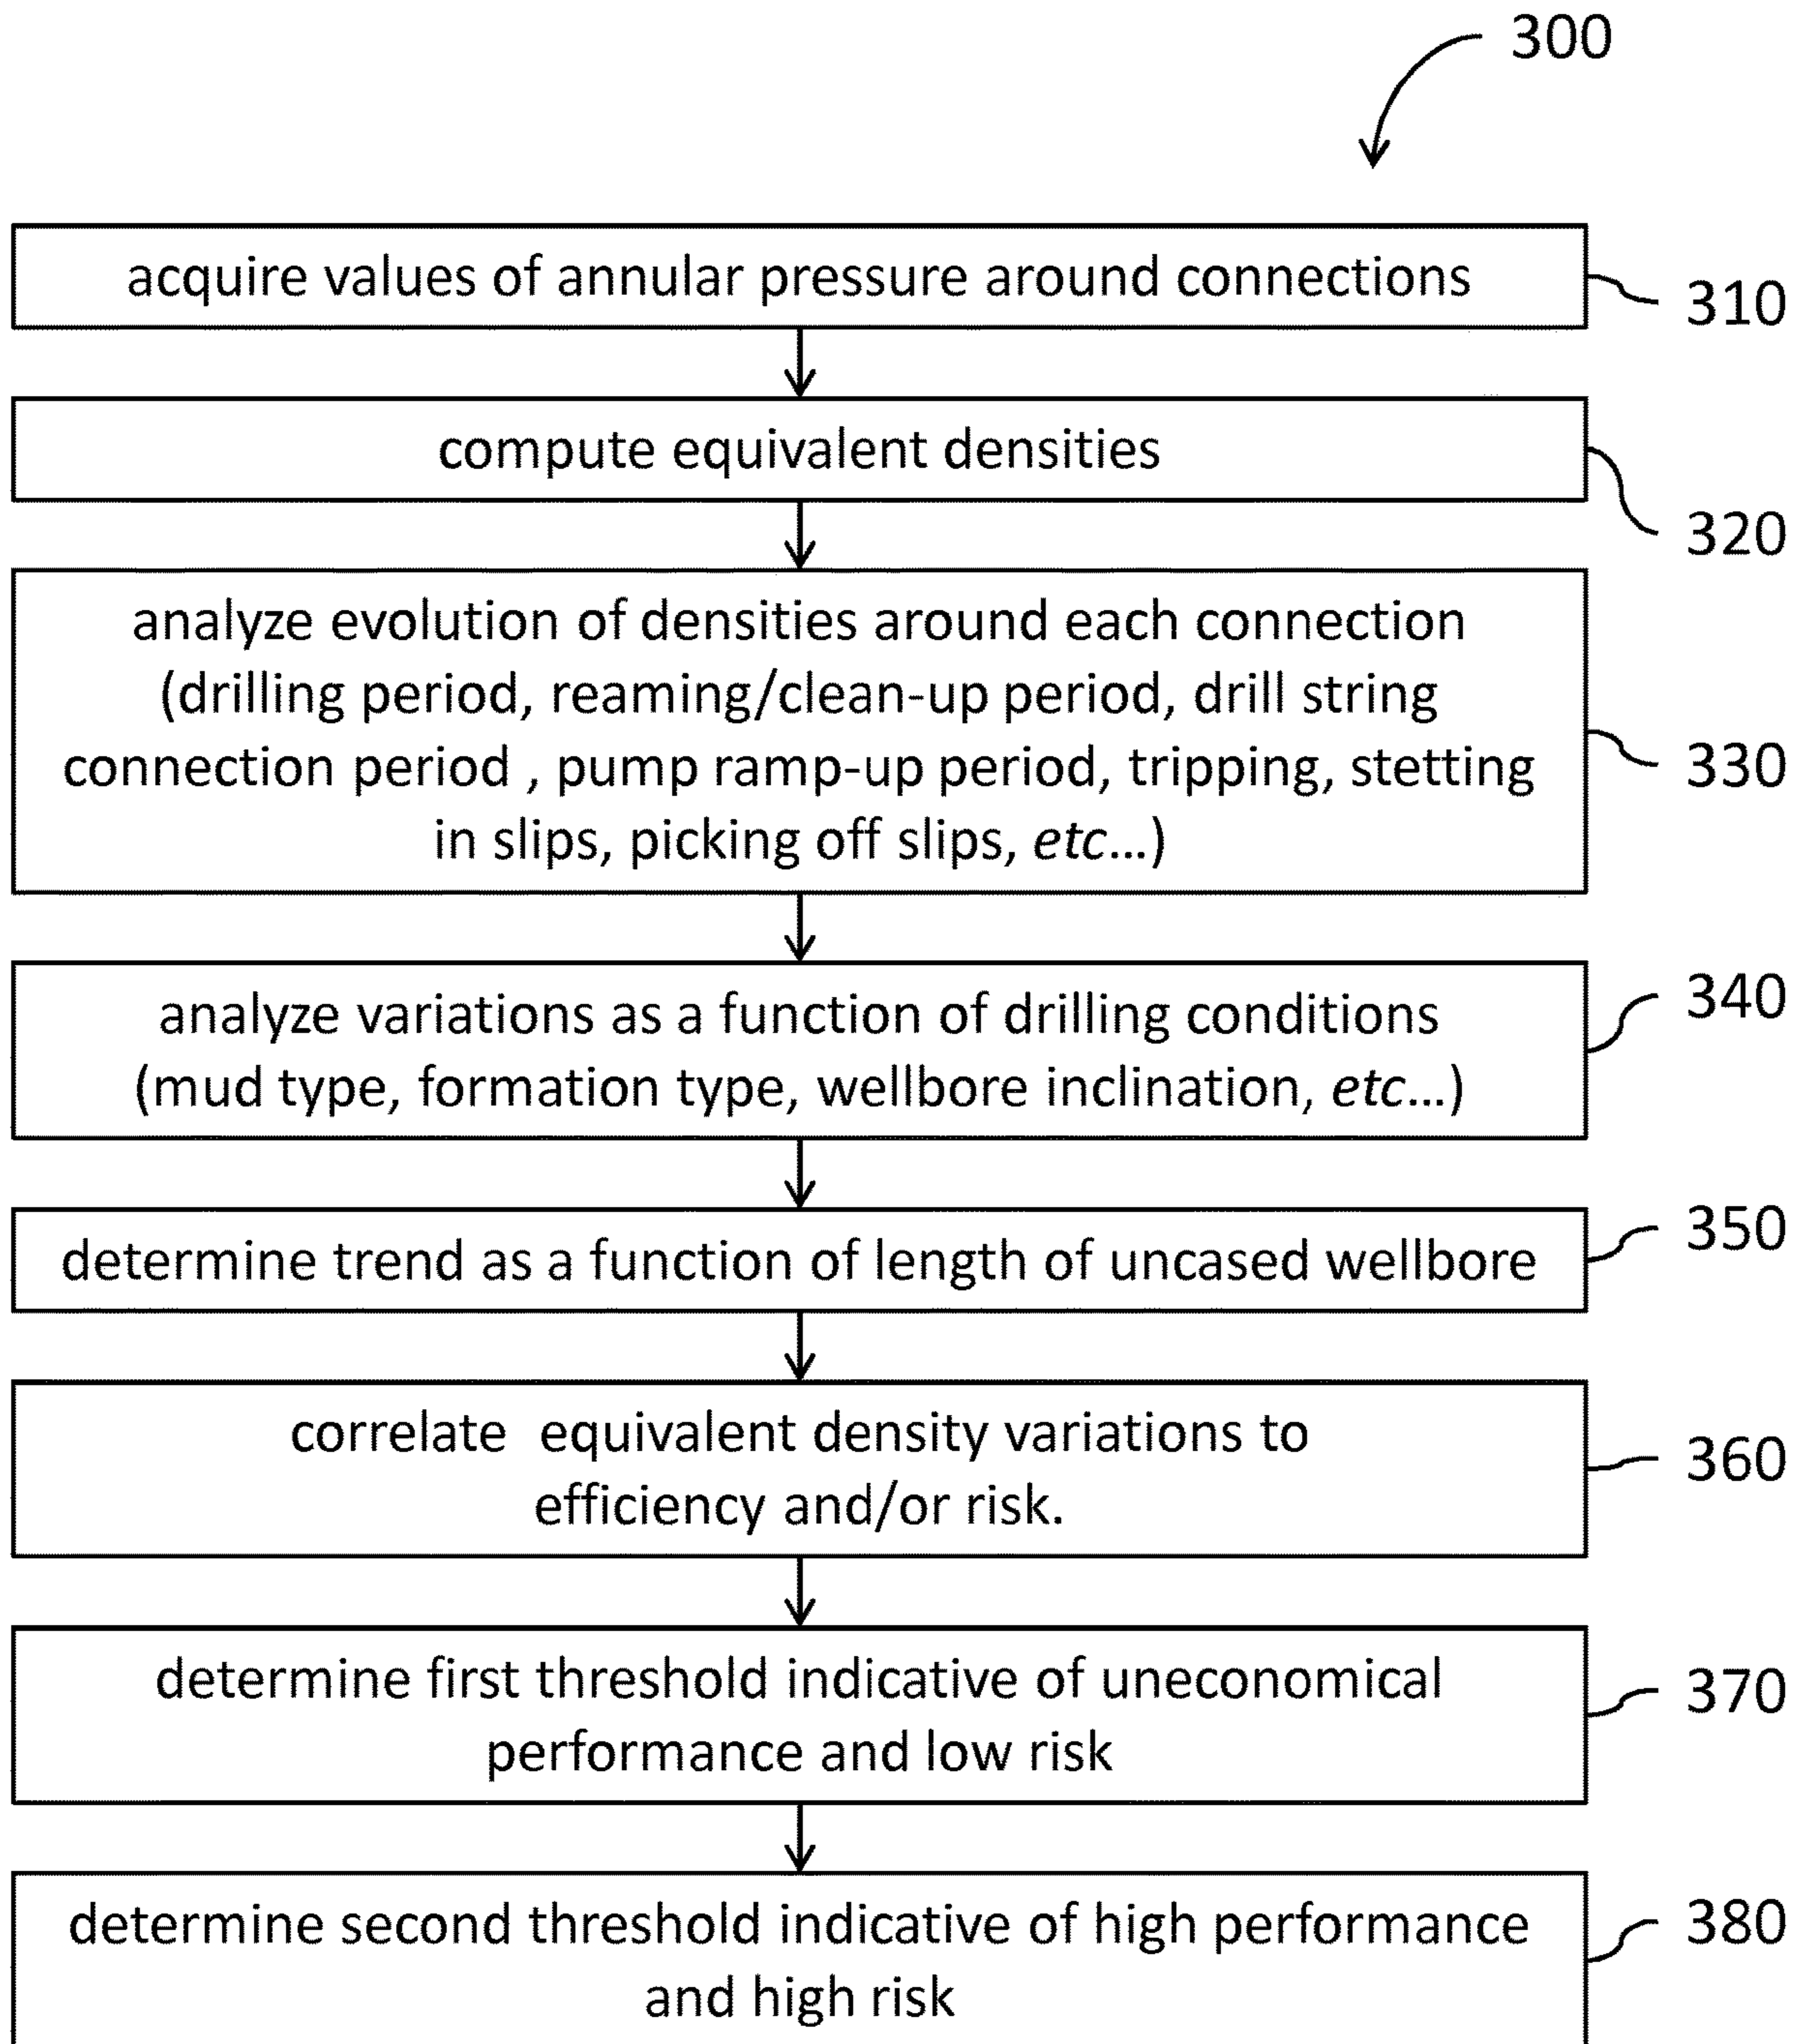 300
acquire values of annular pressure around connections
310
compute equivalent densities
320
analyze evolution of densities around each connection
(drilling period, reaming/clean-up period, drill string
connection period , pump ramp-up period, tripping, stetting
in slips, picking off slips, etc...)
330
analyze variations as a function of drilling conditions
(mud type, formation type, wellbore inclination, etc...)
340
determine trend as a function of length of uncased wellbore
350
correlate  equivalent density variations to
efficiency and/or risk.
360
determine first threshold indicative of uneconomical
performance and low risk
370
determine second threshold indicative of high performance
and high risk
380